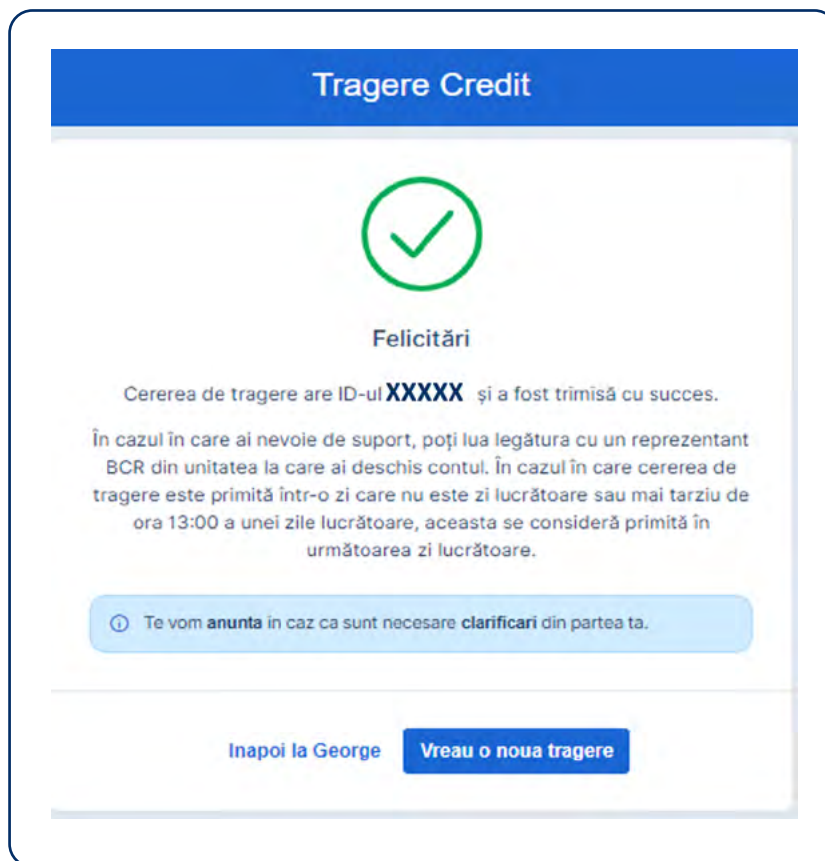 Tragere Credit
Felicitări
Cererea de tragere are ID-ul XXXXX și a fost trimisă cu succes.
În cazul în care ai nevoie de suport, poți lua legătura cu un reprezentant
BCR din unitatea la care ai deschis contul. În cazul în care cererea de
tragere este primită într-o zi care nu este zi lucrătoare sau mai tarziu de
ora 13:00 a unei zile lucrătoare, aceasta se consideră primită în
următoarea zi lucrătoare.
Te vom anunta in caz ca sunt necesare clarificari din partea ta.
Inapoi la George
Vreau o noua tragere